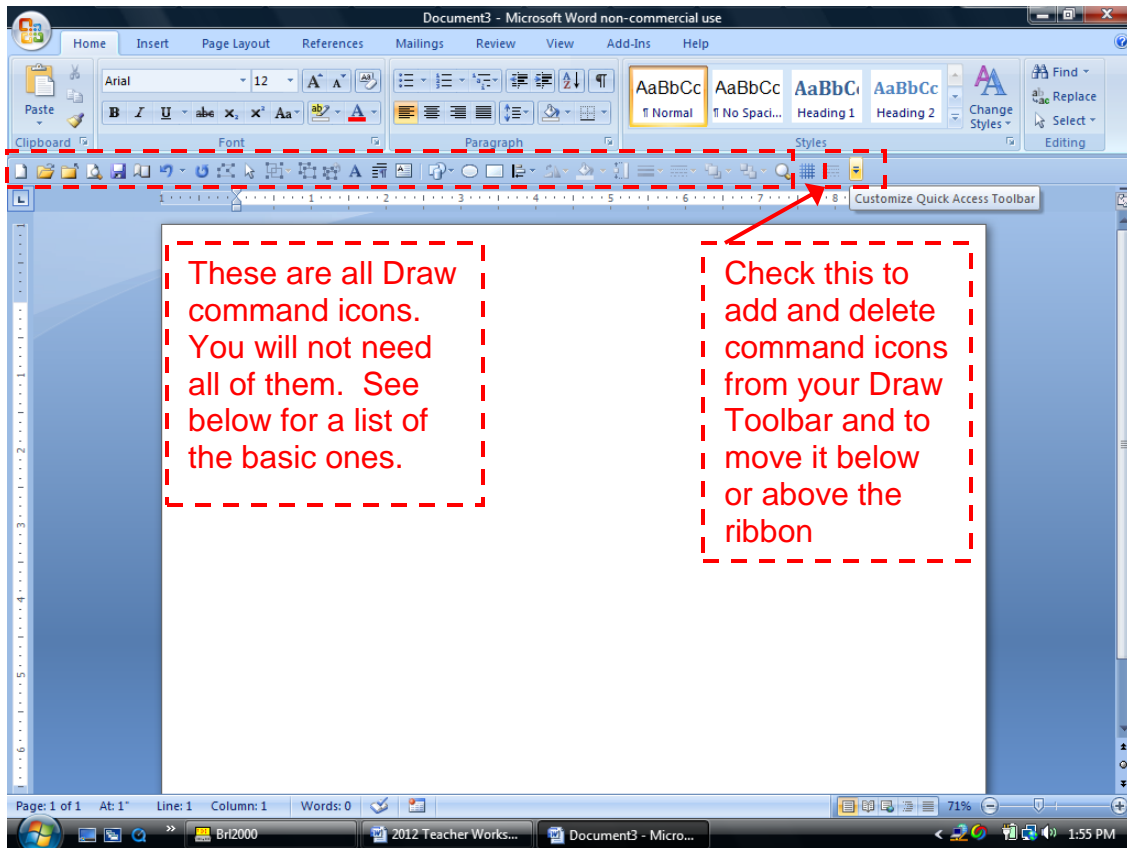 Document3 - Microsoft Word non-commercial use
Home Insert Page Layout References Mailings Review View Add-Ins Help
Paste
Arial 12
AaBbCc AaBbCc AaBbCc AaBbCc
¶ Normal ¶ No Spaci... Heading 1 Heading 2
Change
Styles
Find
Replace
Select
Clipboard Font Paragraph Styles Editing
Customize Quick Access Toolbar
These are all Draw
command icons.
You will not need
all of them. See
below for a list of
the basic ones.
Check this to
add and delete
command icons
from your Draw
Toolbar and to
move it below
or above the
ribbon
Page: 1 of 1 At: 1" Line: 1 Column: 1 Words: 0 71%
Brl2000 2012 Teacher Works... Document3 - Micro... 1:55 PM